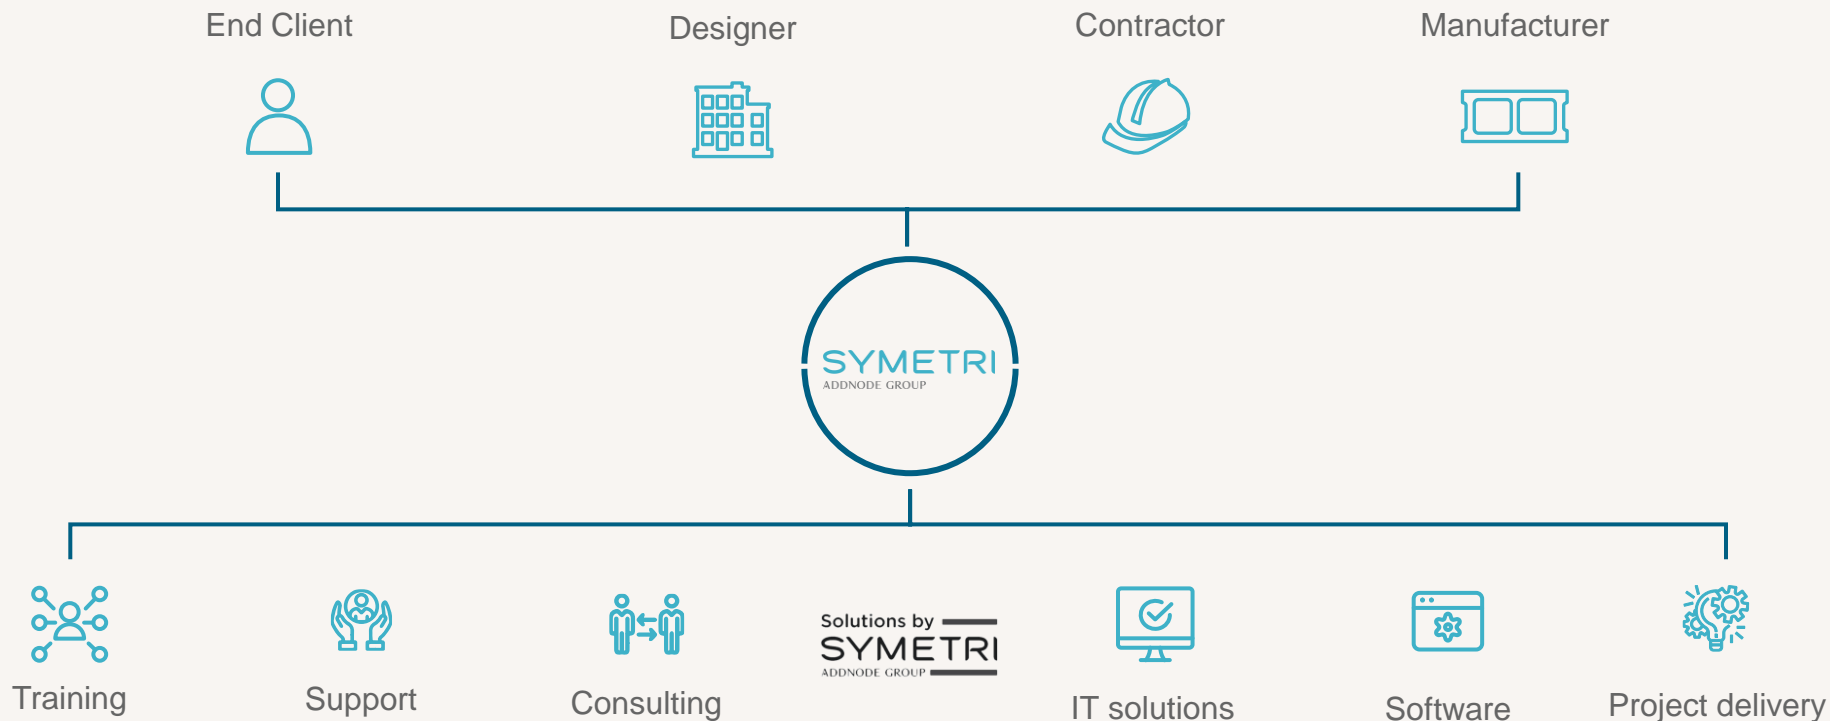 End Client
Designer
Contractor
Manufacturer
SYMETRI
ADDNODE GROUP
Solutions by
SYMETRI
ADDNODE GROUP
Training
Support
Consulting
IT solutions
Software
Project delivery